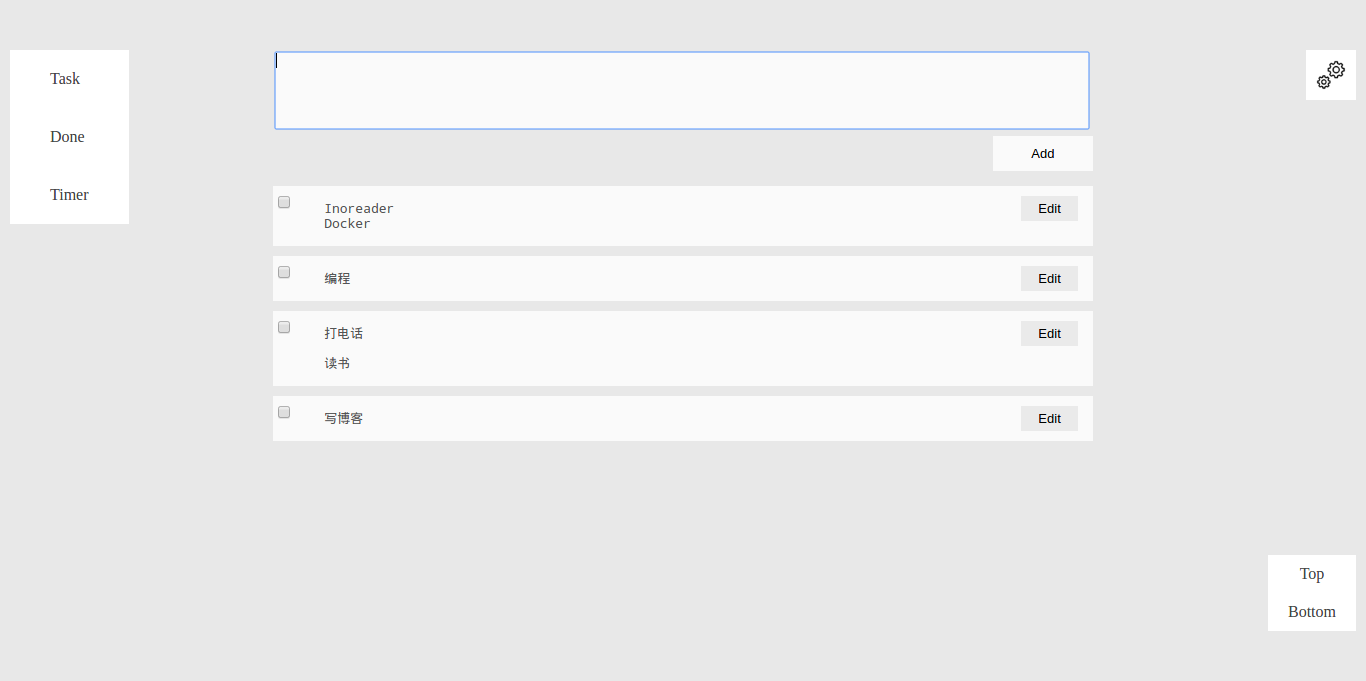 Task
Done
Timer
Add
Inoreader
Docker
Edit
编程
Edit
打电话
读书
Edit
写博客
Edit
Top
Bottom